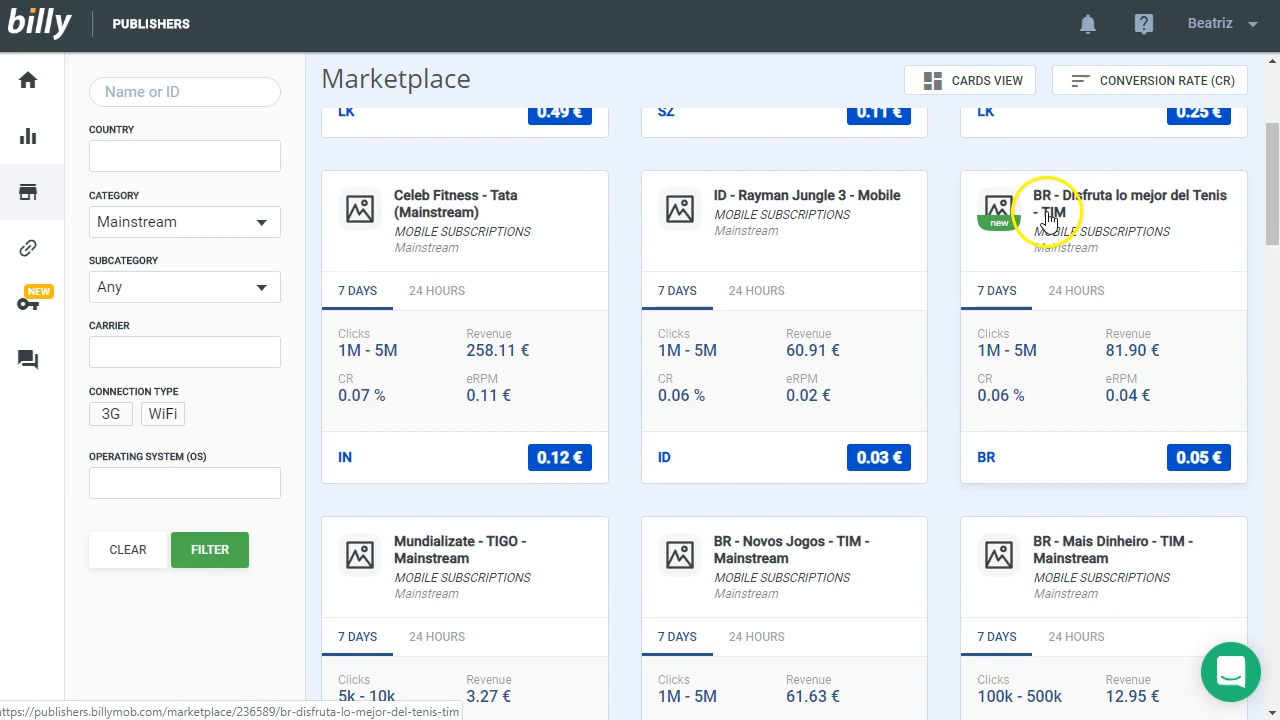 billy
PUBLISHERS
Beatriz
Name or ID
COUNTRY
CATEGORY
Mainstream
SUBCATEGORY
Any
CARRIER
NEW
CONNECTION TYPE
3G
WiFi
OPERATING SYSTEM (OS)
CLEAR
FILTER
Marketplace
CARDS VIEW
CONVERSION RATE (CR)
LK
0.49 €
SZ
0.11 €
LK
0.25 €
Celeb Fitness - Tata
(Mainstream)
MOBILE SUBSCRIPTIONS
Mainstream
7 DAYS
24 HOURS
Clicks
Revenue
1M - 5M
258.11 €
CR
eRPM
0.07 %
0.11 €
IN
0.12 €
ID - Rayman Jungle 3 - Mobile
MOBILE SUBSCRIPTIONS
Mainstream
7 DAYS
24 HOURS
Clicks
Revenue
1M - 5M
60.91 €
CR
eRPM
0.06 %
0.02 €
ID
0.03 €
new
BR - Disfruta lo mejor del Tenis
- TIM
MOBILE SUBSCRIPTIONS
Mainstream
7 DAYS
24 HOURS
Clicks
Revenue
1M - 5M
81.90 €
CR
eRPM
0.06 %
0.04 €
BR
0.05 €
Mundializate - TIGO -
Mainstream
MOBILE SUBSCRIPTIONS
Mainstream
7 DAYS
24 HOURS
Clicks
Revenue
5k - 10k
3.27 €
BR - Novos Jogos - TIM -
Mainstream
MOBILE SUBSCRIPTIONS
Mainstream
7 DAYS
24 HOURS
Clicks
Revenue
1M - 5M
61.63 €
BR - Mais Dinheiro - TIM -
Mainstream
MOBILE SUBSCRIPTIONS
Mainstream
7 DAYS
24 HOURS
Clicks
Revenue
100k - 500k
12.95 €
ttps://publishers.billymob.com/marketplace/236589/br-disfruta-lo-mejor-del-tenis-tim